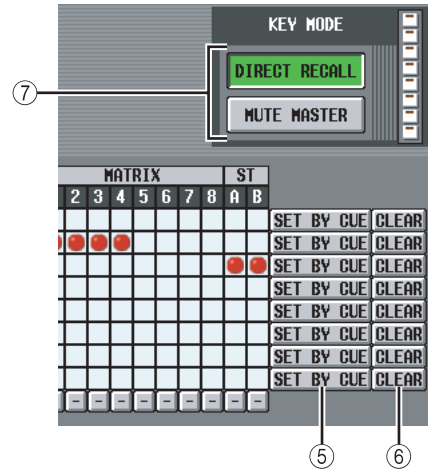 KEY MODE
DIRECT RECALL
MUTE MASTER
⑦
MATRIX ST
2 3 4 5 6 7 8 A B
SET BY CUE CLEAR
SET BY CUE CLEAR
SET BY CUE CLEAR
SET BY CUE CLEAR
SET BY CUE CLEAR
SET BY CUE CLEAR
SET BY CUE CLEAR
SET BY CUE CLEAR
- - - - - - - - -
⑤ ⑥